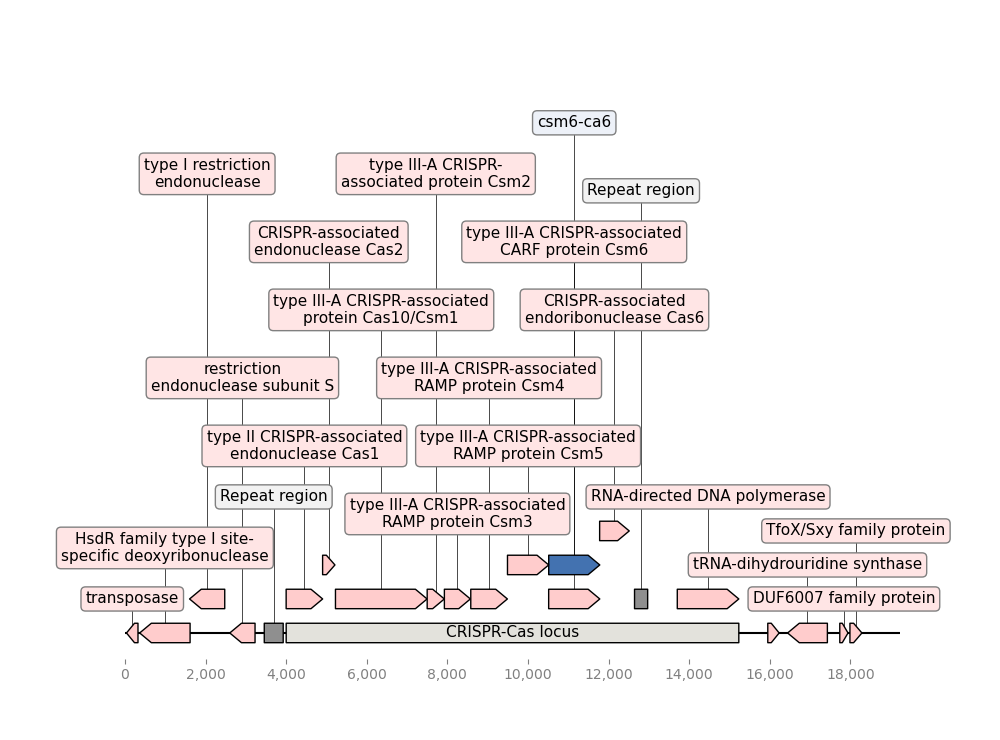 csm6-ca6
type I restriction
endonuclease
type III-A CRISPR-
associated protein Csm2
Repeat region
CRISPR-associated
endonuclease Cas2
type III-A CRISPR-associated
CARF protein Csm6
type III-A CRISPR-associated
protein Cas10/Csm1
CRISPR-associated
endoribonuclease Cas6
restriction
endonuclease subunit S
type III-A CRISPR-associated
RAMP protein Csm4
type II CRISPR-associated
endonuclease Cas1
type III-A CRISPR-associated
RAMP protein Csm5
Repeat region
RNA-directed DNA polymerase
type III-A CRISPR-associated
RAMP protein Csm3
TfoX/Sxy family protein
HsdR family type I site-
specific deoxyribonuclease
tRNA-dihydrouridine synthase
transposase
DUF6007 family protein
CRISPR-Cas locus
0 2,000 4,000 6,000 8,000 10,000 12,000 14,000 16,000 18,000